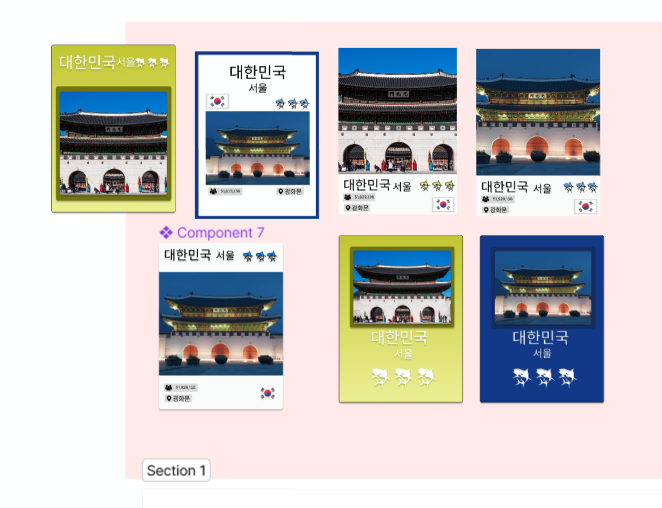 대한민국 서울
대한민국
서울
광화문
대한민국 서울
광화문
대한민국 서울
광화문
Component 7
대한민국 서울
광화문
대한민국
서울
대한민국
서울
Section 1